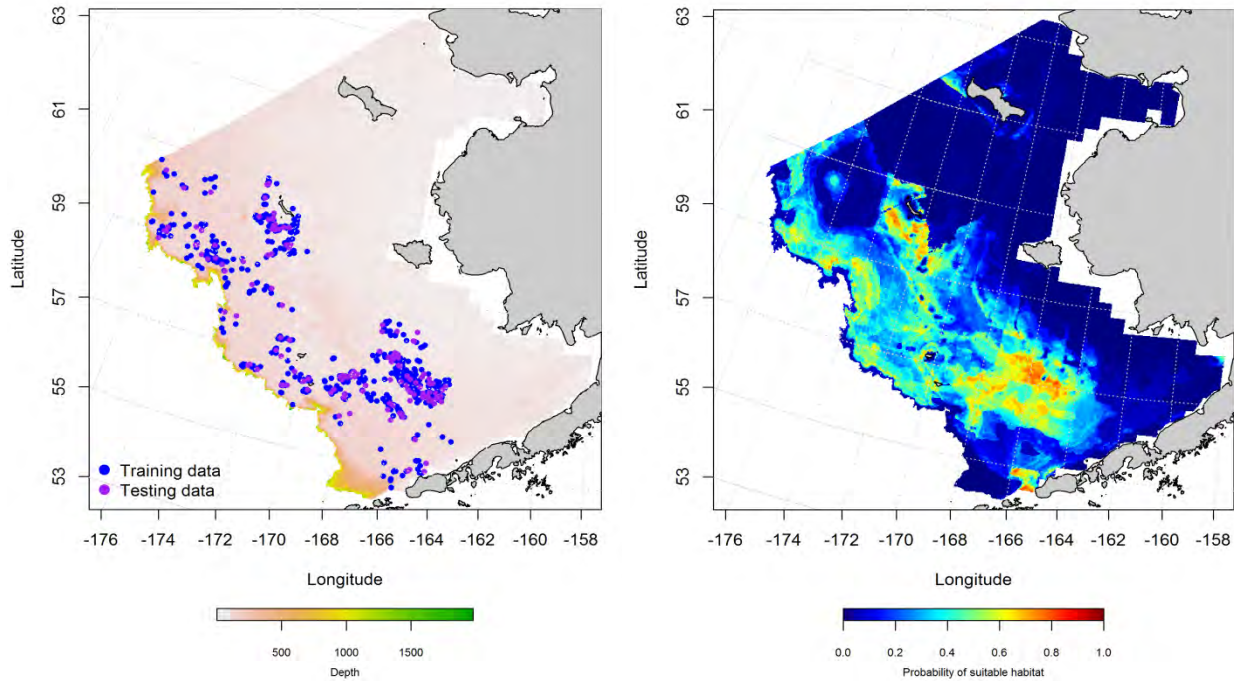 63
61
59
57
55
53
Latitude
Training data
Testing data
-176 -174 -172 -170 -168 -166 -164 -162 -160 -158
Longitude
500 1000 1500
Depth
63
61
59
57
55
53
Latitude
-176 -174 -172 -170 -168 -166 -164 -162 -160 -158
Longitude
0.0 0.2 0.4 0.6 0.8 1.0
Probability of suitable habitat